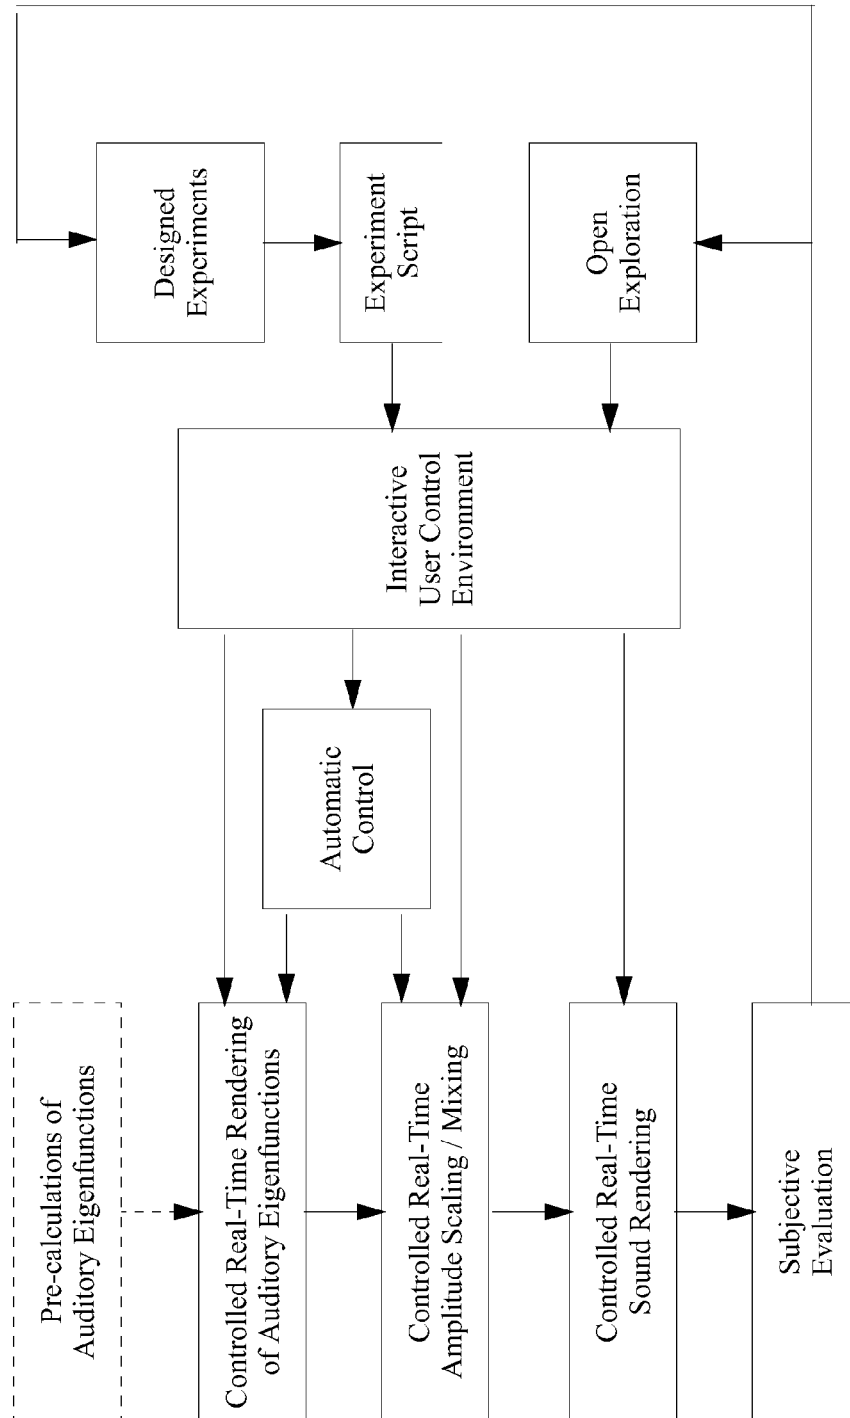 Pre-calculations of
Auditory Eigenfunctions
Controlled Real-Time Rendering
of Auditory Eigenfunctions
Controlled Real-Time
Amplitude Scaling / Mixing
Controlled Real-Time
Sound Rendering
Subjective
Evaluation
Automatic
Control
Interactive
User Control
Environment
Designed
Experiments
Experiment
Script
Open
Exploration